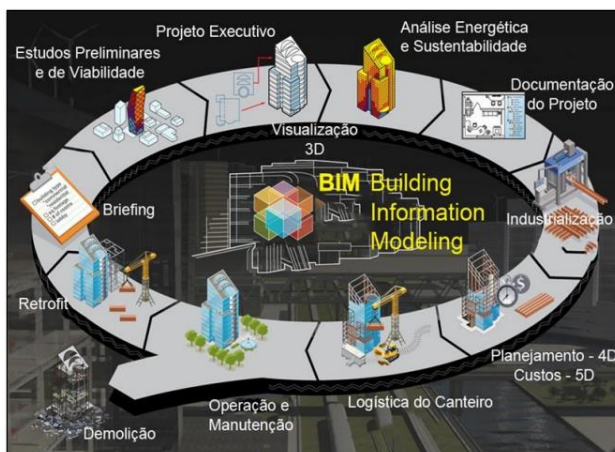 Projeto Executivo
Análise Energética
e Sustentabilidade
Estudos Preliminares
e de Viabilidade
Documentação
do Projeto
Visualização
3D
BIM Building
Information
Modeling
Briefing
Industrialização
Retrofit
Planejamento - 4D
Custos - 5D
Logística do Canteiro
Operação e
Manutenção
Demolição